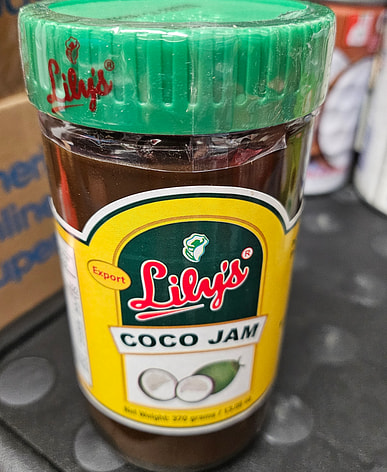 Lily's®
Export
Lily's®
COCO JAM
Net Weight: 370 grams / 13.05 oz